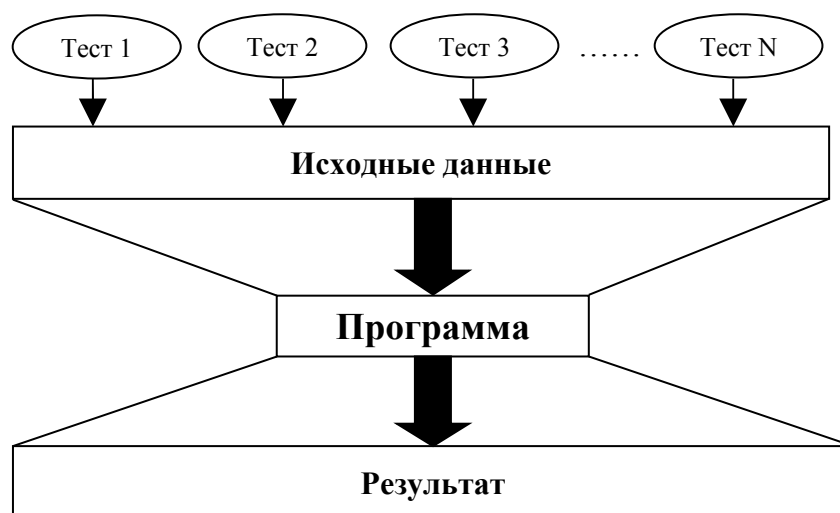 Тест 1 Тест 2 Тест 3 …… Тест N
Исходные данные
Программа
Результат